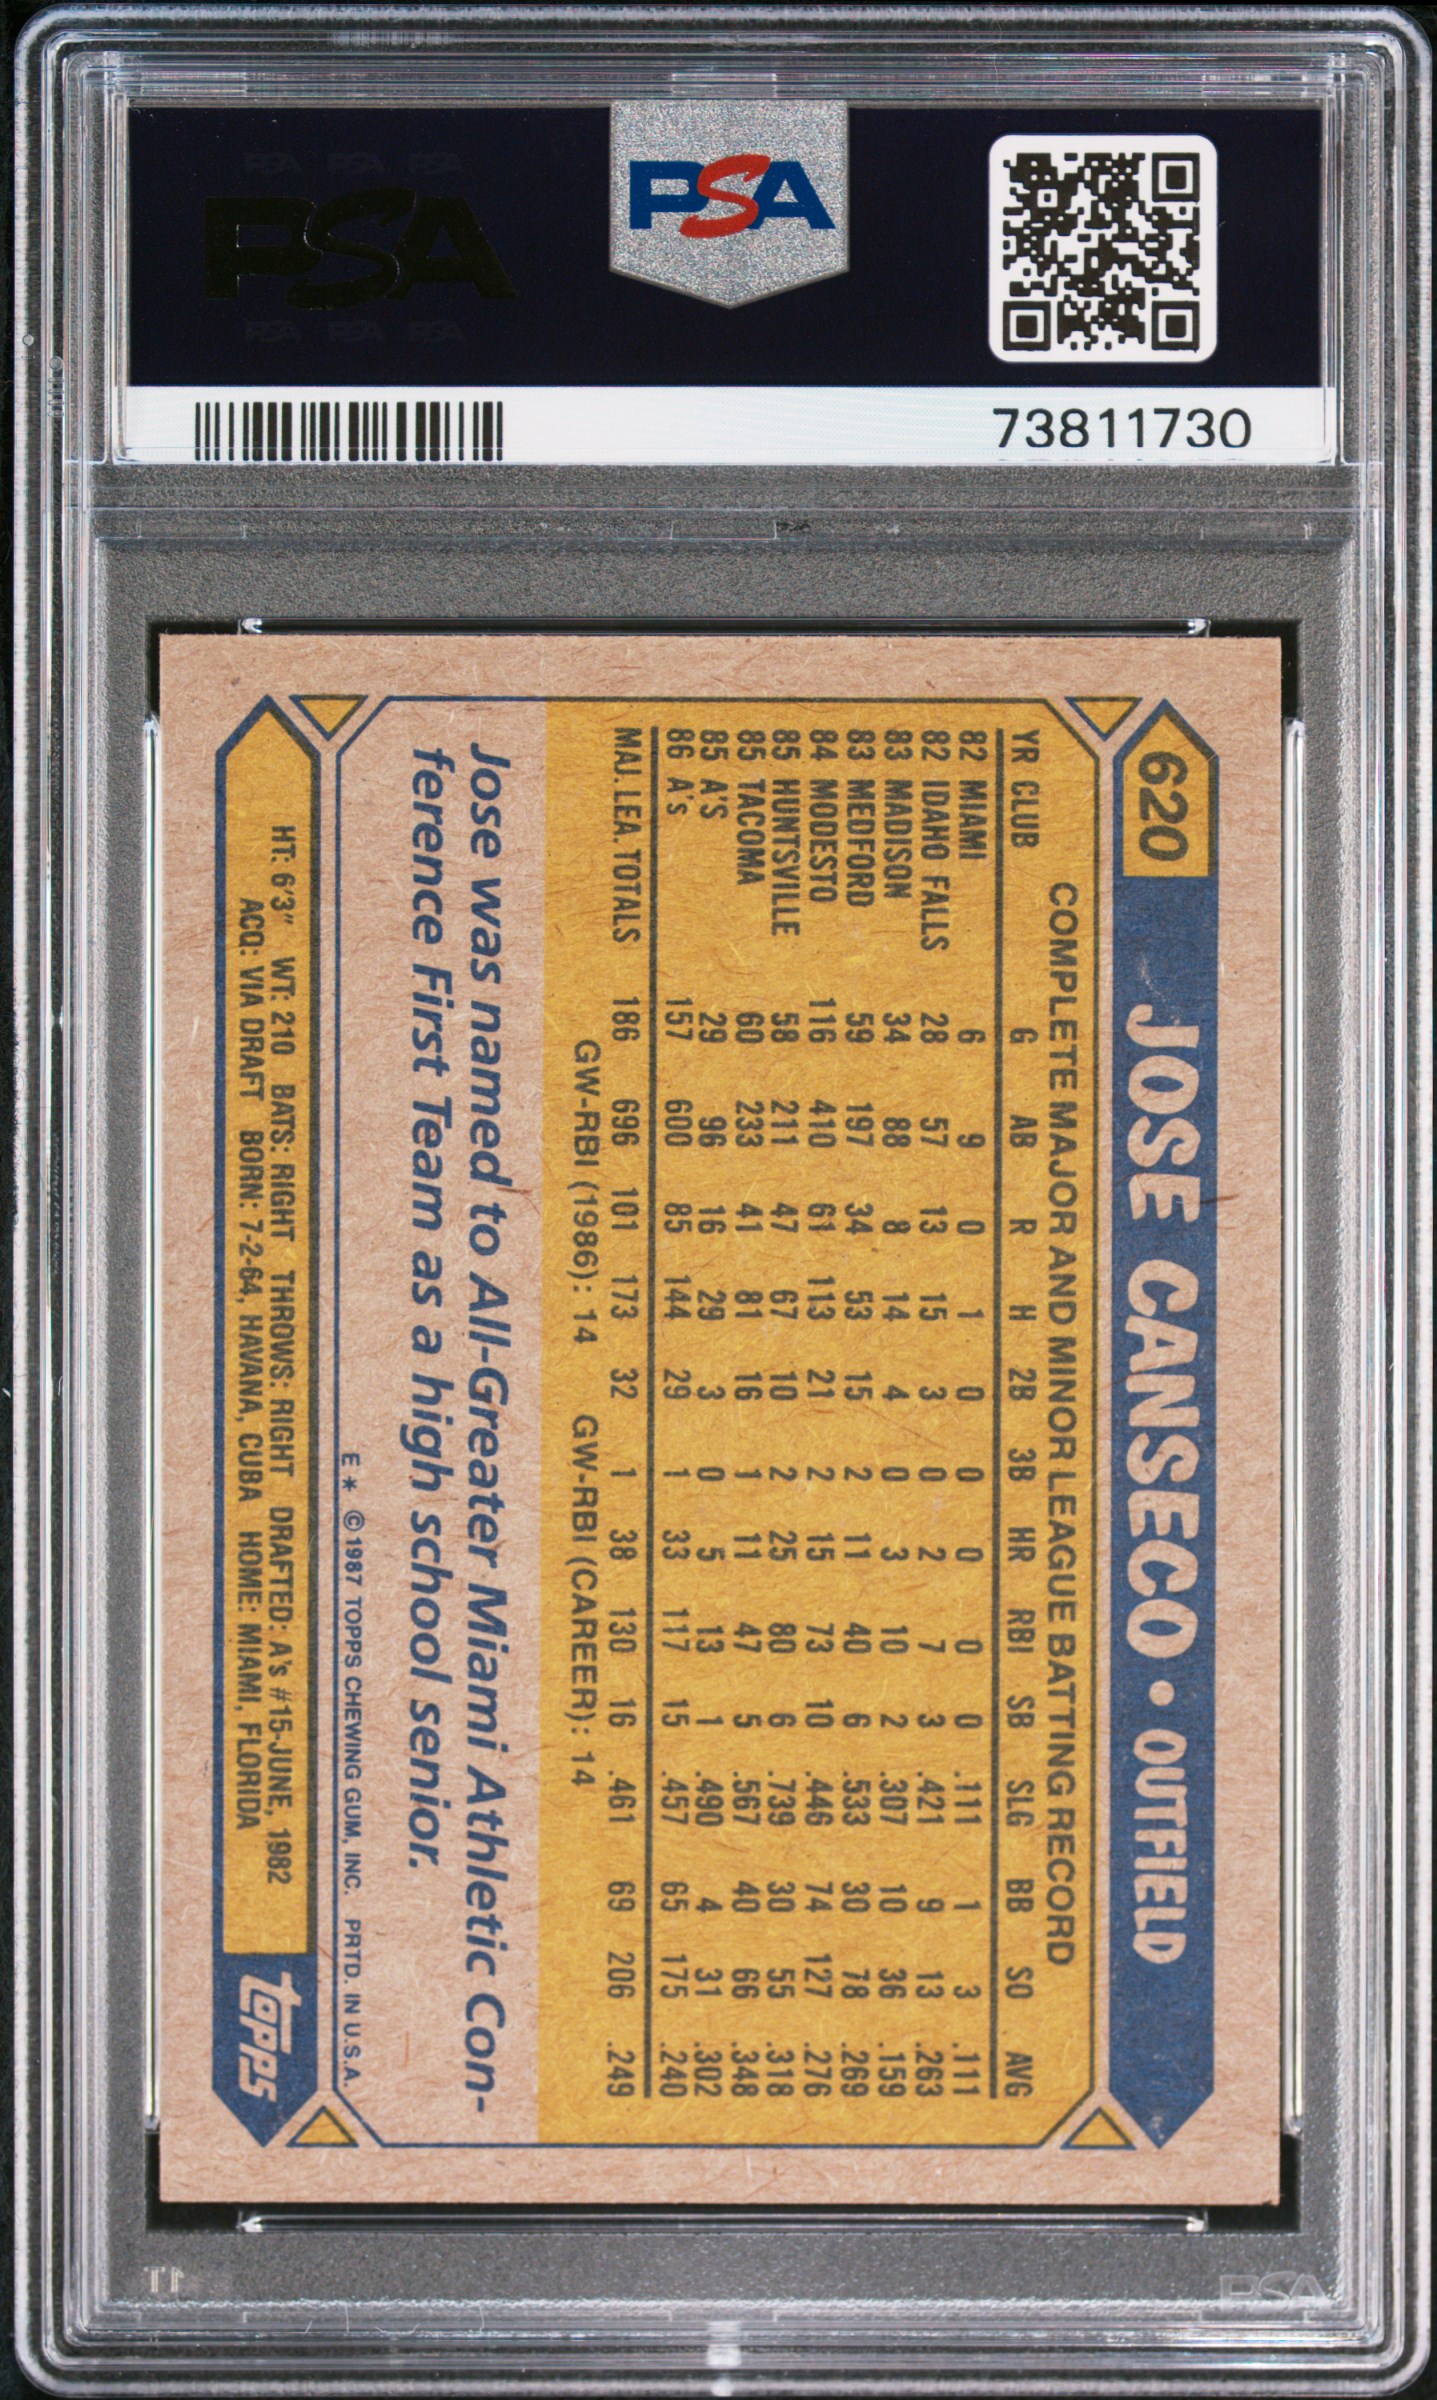 PSA
PSA PSA PSA
PSA
PSA PSA PSA
73811730
620 JOSE CANSECO • OUTFIELD
COMPLETE MAJOR AND MINOR LEAGUE BATTING RECORD
YR CLUB G AB R H 2B 3B HR RBI SB SLG BB SO AVG
82 MIAMI 6 9 0 1 0 0 0 0 0 .111 1 3 .111
82 IDAHO FALLS 28 57 13 15 3 0 2 7 3 .421 9 13 .263
83 MADISON 34 88 8 14 4 0 3 10 2 .307 10 36 .159
83 MEDFORD 59 197 34 53 15 2 11 40 6 .533 30 78 .269
84 MODESTO 116 410 61 113 21 2 15 73 10 .446 74 127 .276
85 HUNTSVILLE 58 211 47 67 10 2 25 80 6 .739 30 55 .318
85 TACOMA 60 233 41 81 16 1 11 47 5 .567 40 66 .348
85 A'S 29 96 16 29 3 0 5 13 1 .490 4 31 .302
86 A's 157 600 85 144 29 1 33 117 15 .457 65 175 .240
MAJ. LEA. TOTALS 186 696 101 173 32 1 38 130 16 .461 69 206 .249
GW-RBI (1986): 14 GW-RBI (CAREER): 14
Jose was named to All-Greater Miami Athletic Con-
ference First Team as a high school senior.
E * © 1987 TOPPS CHEWING GUM, INC. PRTD. IN U.S.A.
HT: 6'3" WT: 210 BATS: RIGHT THROWS: RIGHT DRAFTED: A's #15-JUNE, 1982
ACQ: VIA DRAFT BORN: 7-2-64, HAVANA, CUBA HOME: MIAMI, FLORIDA
topps
PSA